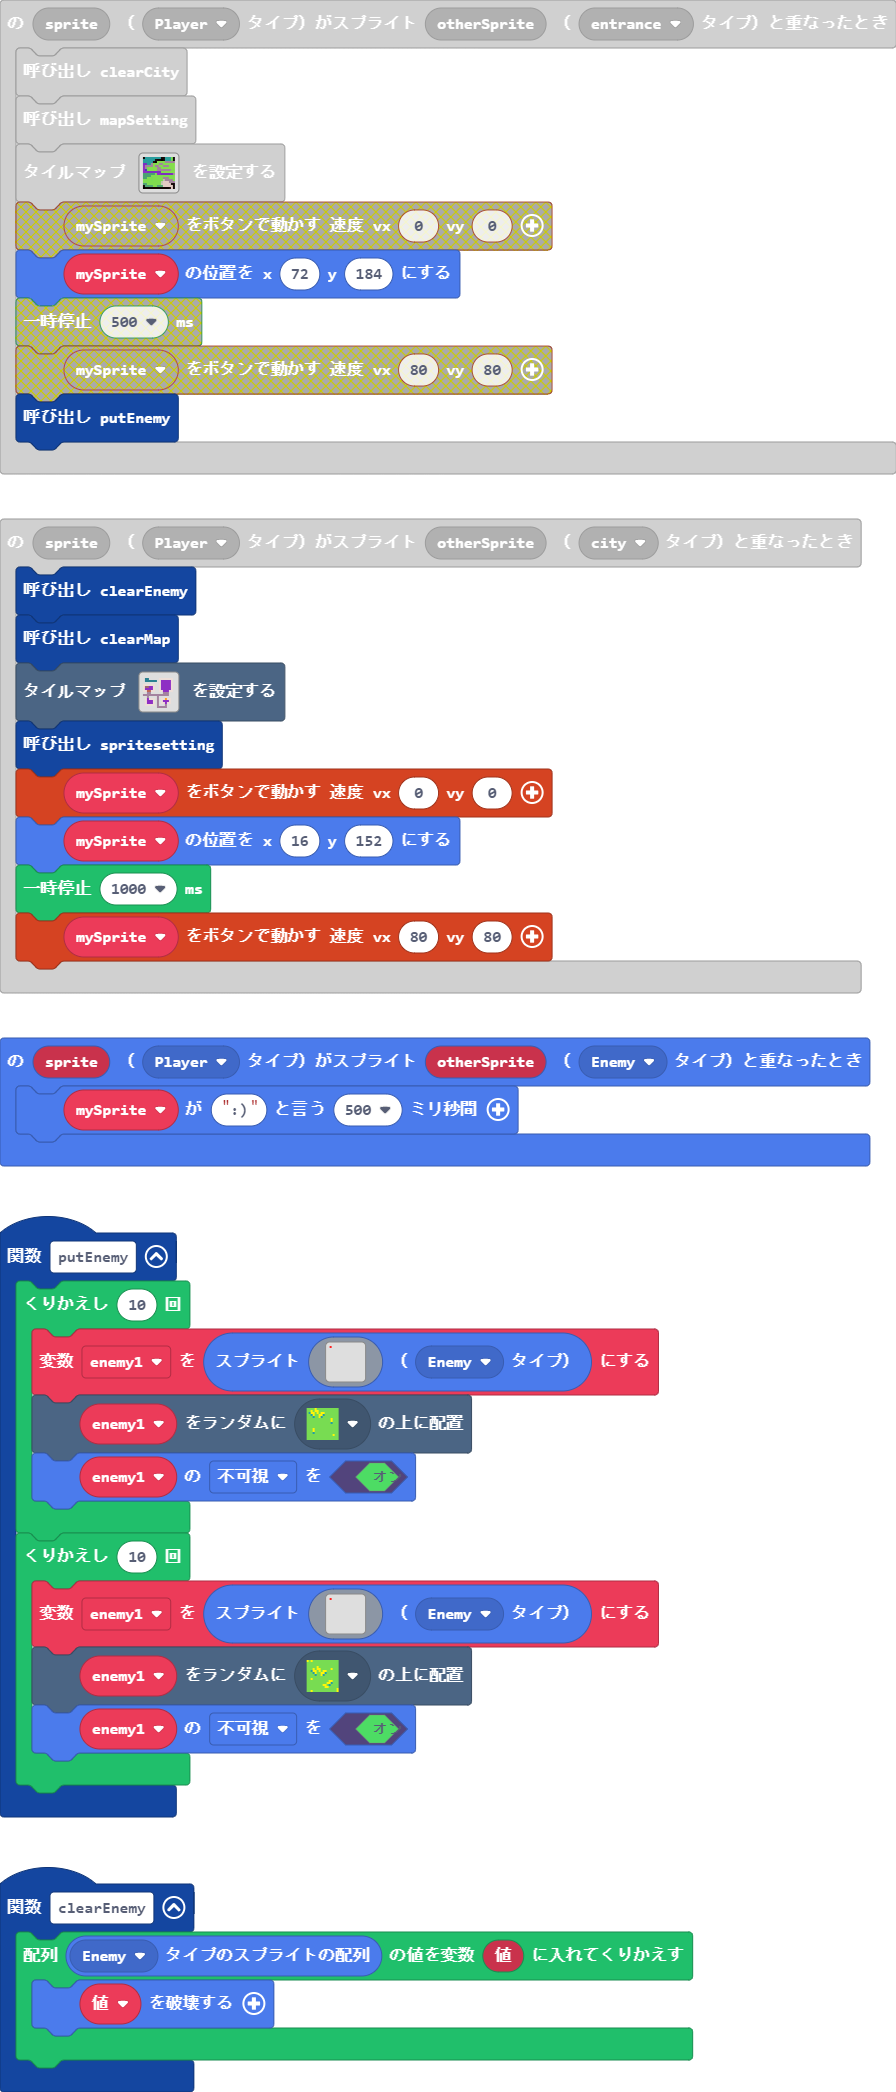 の sprite ( Player タイプ) がスプライト otherSprite ( entrance タイプ) と重なったとき
呼び出し clearCity
呼び出し mapSetting
タイルマップ を設定する
mySprite をボタンで動かす 速度 vx 0 vy 0
mySprite の位置を x 72 y 184 にする
一時停止 500 ms
mySprite をボタンで動かす 速度 vx 80 vy 80
呼び出し putEnemy
の sprite ( Player タイプ) がスプライト otherSprite ( city タイプ) と重なったとき
呼び出し clearEnemy
呼び出し clearMap
タイルマップ を設定する
呼び出し spritesetting
mySprite をボタンで動かす 速度 vx 0 vy 0
mySprite の位置を x 16 y 152 にする
一時停止 1000 ms
mySprite をボタンで動かす 速度 vx 80 vy 80
の sprite ( Player タイプ) がスプライト otherSprite ( Enemy タイプ) と重なったとき
mySprite が ":)" と言う 500 ミリ秒間
関数 putEnemy
くりかえし 10 回
変数 enemy1 を スプライト ( Enemy タイプ) にする
enemy1 をランダムに の上に配置
enemy1 の 不可視 を オ
くりかえし 10 回
変数 enemy1 を スプライト ( Enemy タイプ) にする
enemy1 をランダムに の上に配置
enemy1 の 不可視 を オ
関数 clearEnemy
配列 Enemy タイプのスプライトの配列 の値を変数 値 に入れてくりかえす
値 を破壊する